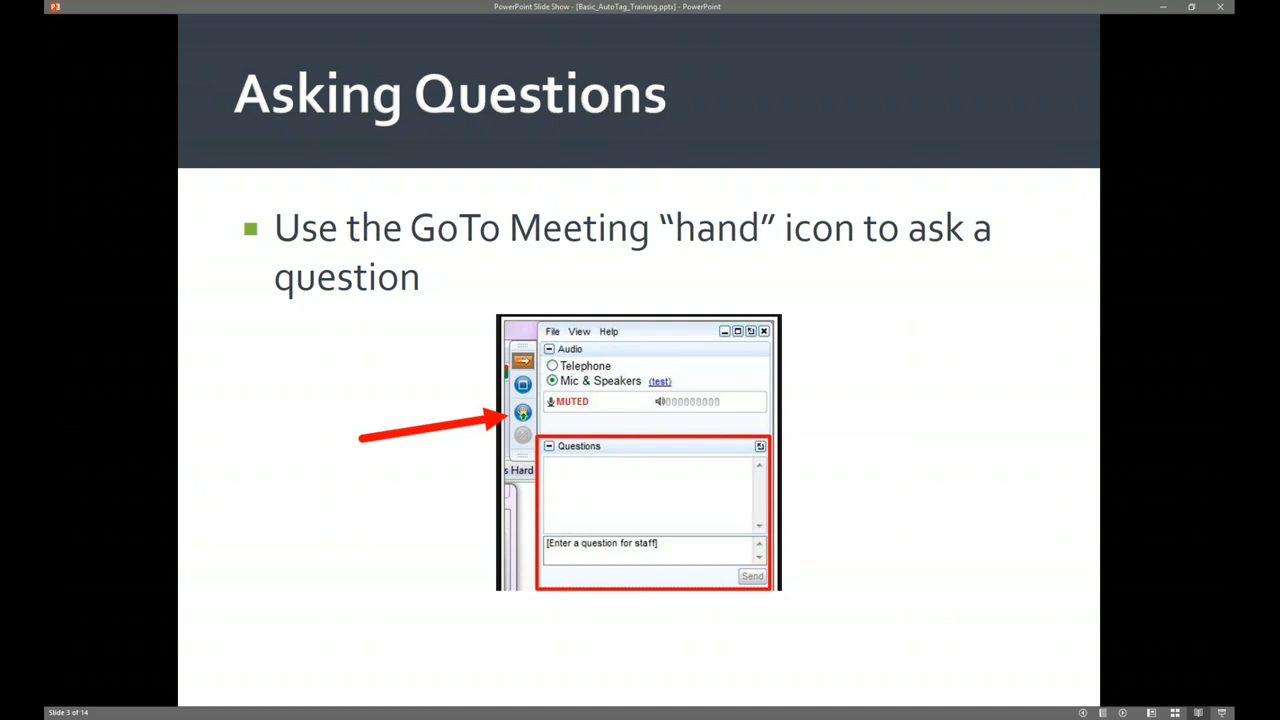 PowerPoint Slide Show - [Basic_AutoTag_Training.pptx] - PowerPoint
Asking Questions
Use the GoTo Meeting “hand” icon to ask a
question
File View Help
Audio
Telephone
Mic & Speakers (test)
MUTED
Questions
s Hard
[Enter a question for staff]
Send
Slide 3 of 14